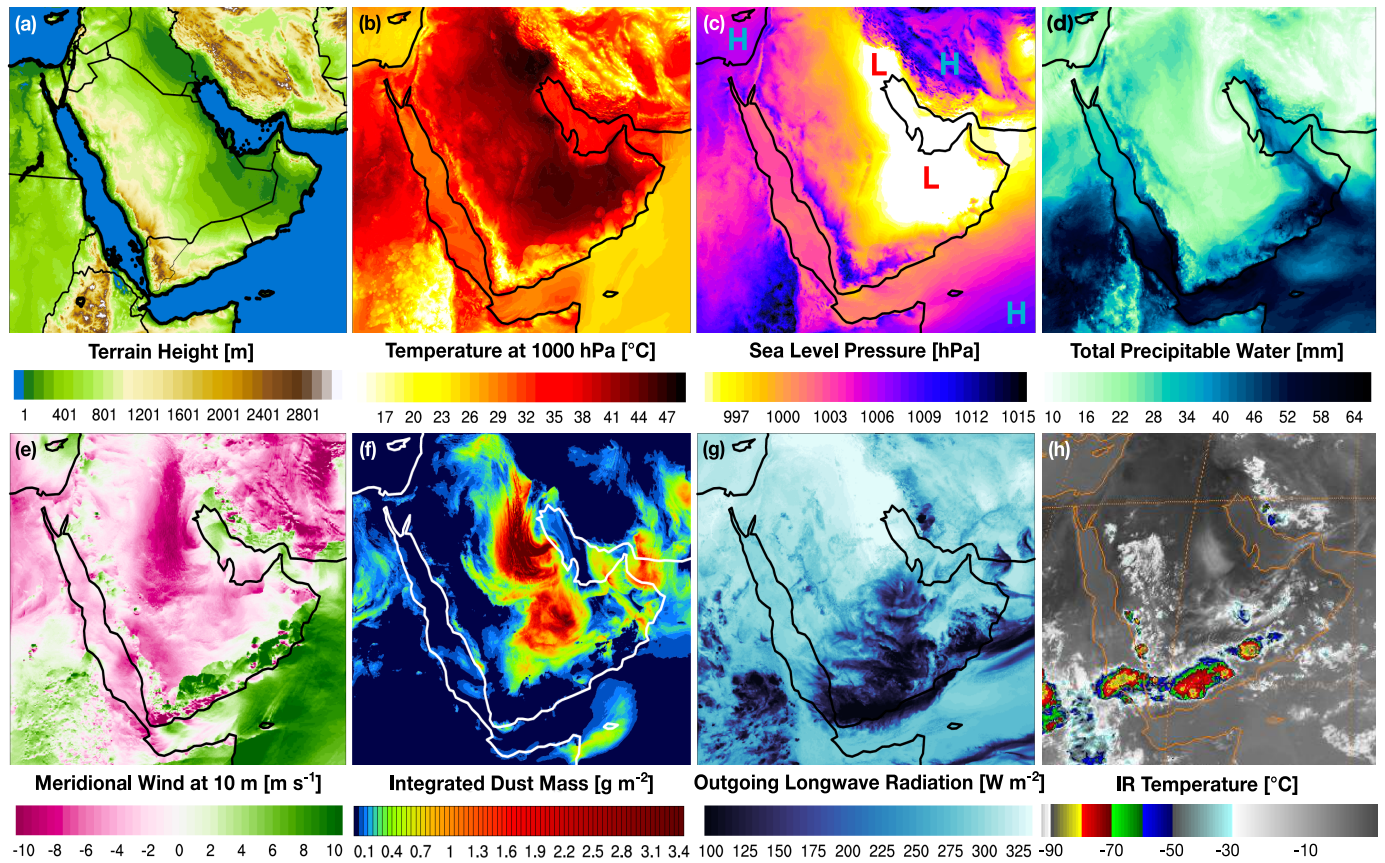 (a) (b) (c) (d)
H L H
L
H
Terrain Height [m] Temperature at 1000 hPa [°C] Sea Level Pressure [hPa] Total Precipitable Water [mm]
1 401 801 1201 1601 2001 2401 2801 17 20 23 26 29 32 35 38 41 44 47 997 1000 1003 1006 1009 1012 1015 10 16 22 28 34 40 46 52 58 64
(e) (f) (g) (h)
Meridional Wind at 10 m [m s⁻¹] Integrated Dust Mass [g m⁻²] Outgoing Longwave Radiation [W m⁻²] IR Temperature [°C]
-10 -8 -6 -4 -2 0 2 4 6 8 10 0.1 0.4 0.7 1 1.3 1.6 1.9 2.2 2.5 2.8 3.1 3.4 100 125 150 175 200 225 250 275 300 325 -90 -70 -50 -30 -10